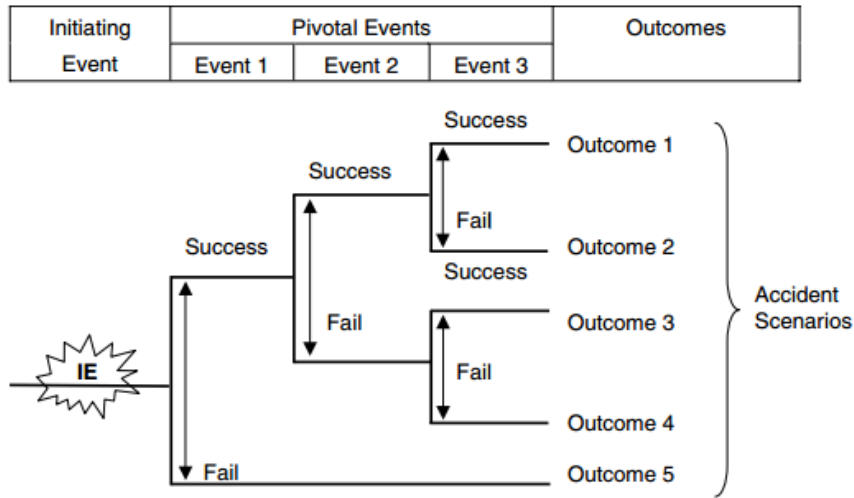 Initiating Event
Pivotal Events
Outcomes
Event 1
Event 2
Event 3
Success
Outcome 1
Success
Fail
Success
Outcome 2
Success
Fail
Outcome 3
Accident
Scenarios
IE
Fail
Outcome 4
Fail
Outcome 5